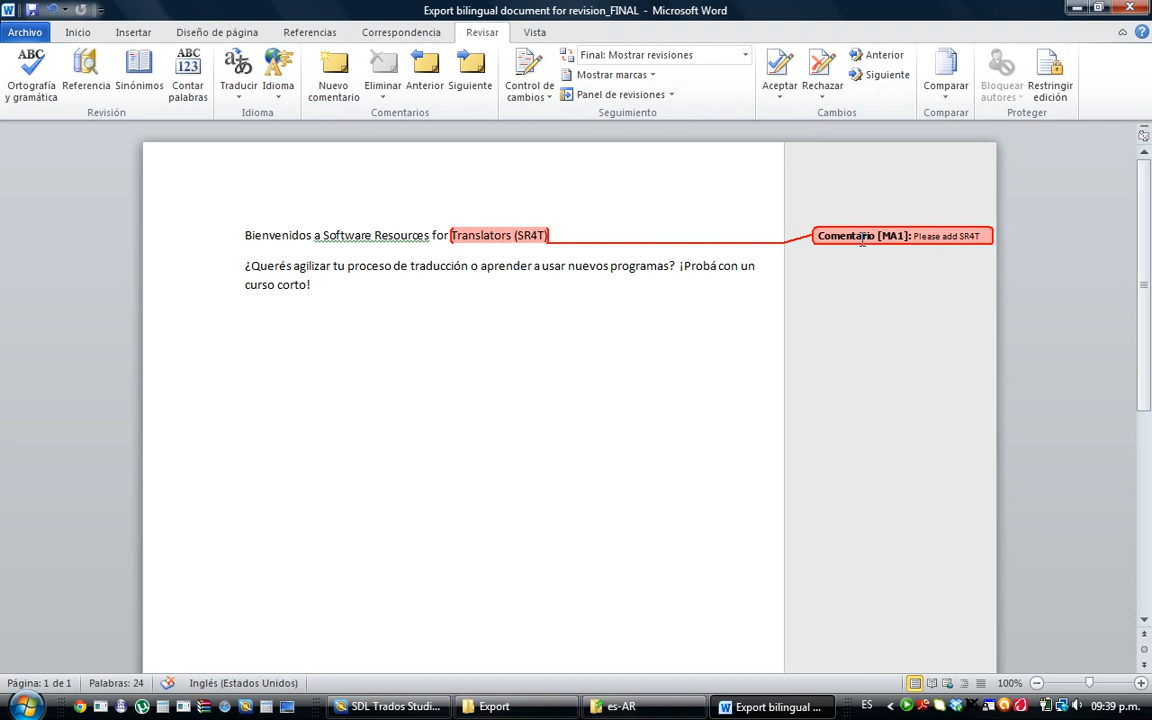 Export bilingual document for revision_FINAL - Microsoft Word
Archivo Inicio Insertar Diseño de página Referencias Correspondencia Revisar Vista
Ortografía y gramática
Referencia
Sinónimos
Contar palabras
Traducir
Idioma
Nuevo comentario
Eliminar
Anterior
Siguiente
Control de cambios
Final: Mostrar revisiones
Mostrar marcas
Panel de revisiones
Aceptar
Rechazar
Anterior
Siguiente
Comparar
Bloquear autores
Restringir edición
Revisión Idioma Comentarios Seguimiento Cambios Comparar Proteger
Bienvenidos a Software Resources for Translators (SR4T)
Comentario [MA1]: Please add SR4T
¿Querés agilizar tu proceso de traducción o aprender a usar nuevos programas? ¡Probá con un
curso corto!
Página: 1 de 1 Palabras: 24 Inglés (Estados Unidos) 100%
SDL Trados Studi... Export es-AR Export bilingual ... ES 09:39 p.m.